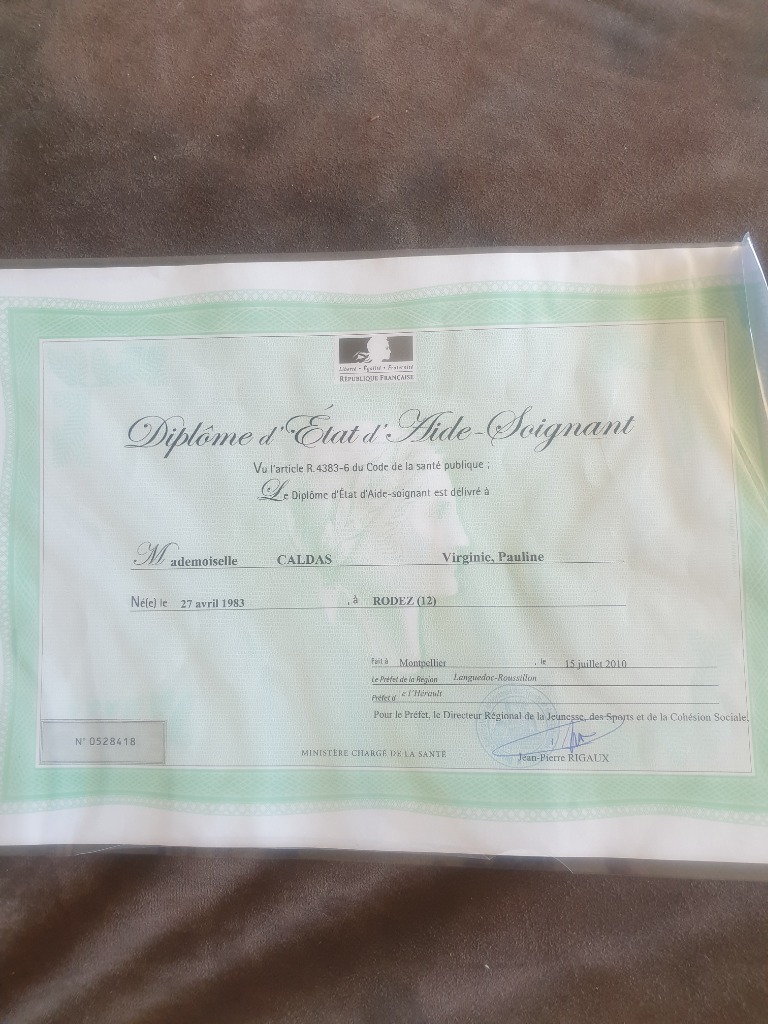 Liberté • Égalité • Fraternité
RÉPUBLIQUE FRANÇAISE
Diplôme d'État d'Aide-Soignant
Vu l'article R.4383-6 du Code de la santé publique ;
Le Diplôme d'État d'Aide-soignant est délivré à
Mademoiselle CALDAS Virginie, Pauline
Né(e) le 27 avril 1983 , à RODEZ (12)
Fait à Montpellier , le 15 juillet 2010
Le Préfet de la Région Languedoc-Roussillon
Préfet de l'Hérault
Pour le Préfet, le Directeur Régional de la Jeunesse, des Sports et de la Cohésion Sociale,
N° 0528418
MINISTÈRE CHARGÉ DE LA SANTÉ
Jean-Pierre RIGAUX